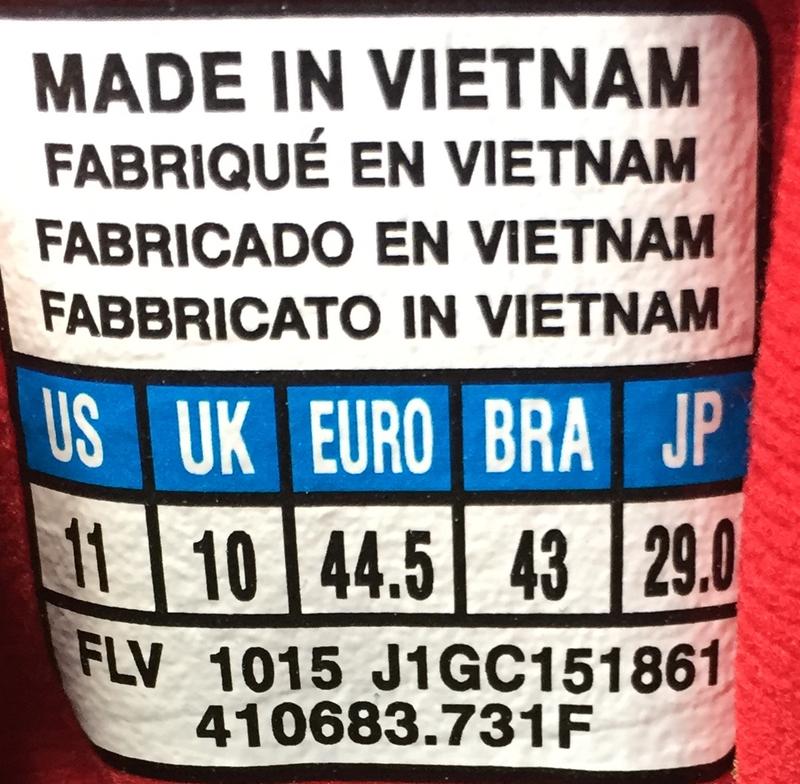 MADE IN VIETNAM
FABRIQUÉ EN VIETNAM
FABRICADO EN VIETNAM
FABBRICATO IN VIETNAM
US UK EURO BRA JP
11 10 44.5 43 29.0
FLV 1015 J1GC151861
410683.731F